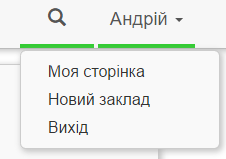 Андрій
Моя сторінка
Новий заклад
Вихід